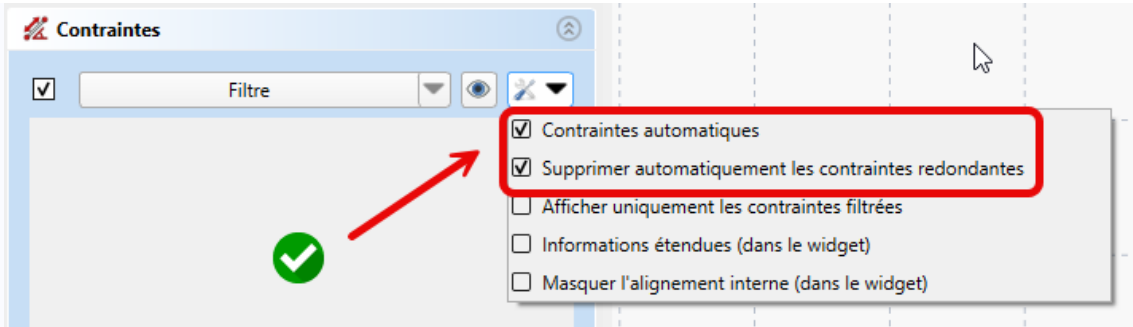 Contraintes
Filtre
Contraintes automatiques
Supprimer automatiquement les contraintes redondantes
Afficher uniquement les contraintes filtrées
Informations étendues (dans le widget)
Masquer l'alignement interne (dans le widget)